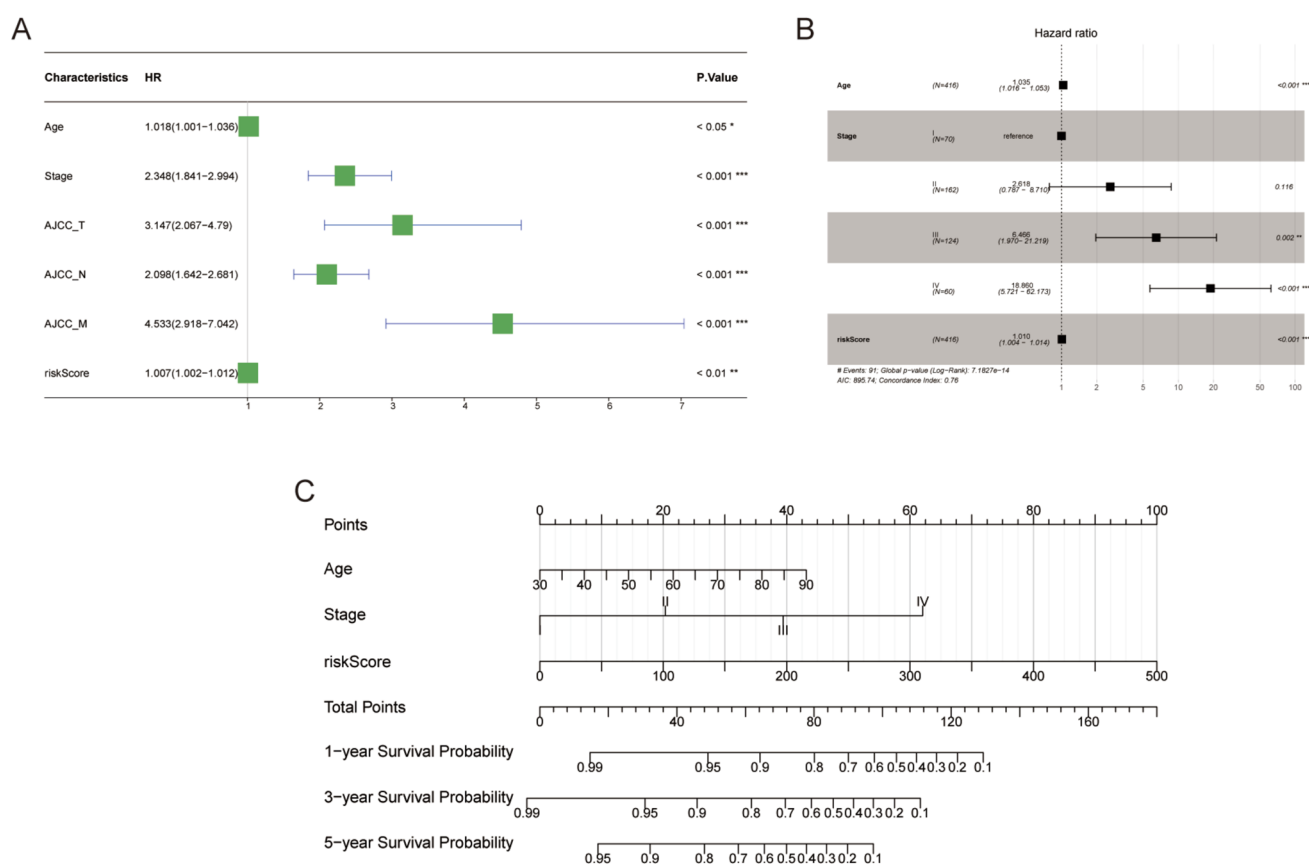 A
Characteristics HR P.Value
Age 1.018(1.001−1.036) < 0.05 *
Stage 2.348(1.841−2.994) < 0.001 ***
AJCC_T 3.147(2.067−4.79) < 0.001 ***
AJCC_N 2.098(1.642−2.681) < 0.001 ***
AJCC_M 4.533(2.918−7.042) < 0.001 ***
riskScore 1.007(1.002−1.012) < 0.01 **
1 2 3 4 5 6 7
B
Hazard ratio
Age (N=416) 1.035 (1.016 − 1.053) <0.001 ***
Stage I (N=70) reference
II (N=162) 2.618 (0.787 − 8.710) 0.116
III (N=124) 6.466 (1.970− 21.219) 0.002 **
IV (N=60) 18.860 (5.721 − 62.173) <0.001 ***
riskScore (N=416) 1.010 (1.004 − 1.014) <0.001 ***
# Events: 91; Global p−value (Log−Rank): 7.1827e−14
AIC: 895.74; Concordance Index: 0.76
1 2 5 10 20 50 100
C
Points 0 20 40 60 80 100
Age 30 40 50 60 70 80 90
Stage I II III IV
riskScore 0 100 200 300 400 500
Total Points 0 40 80 120 160
1−year Survival Probability 0.99 0.95 0.9 0.8 0.7 0.6 0.5 0.4 0.3 0.2 0.1
3−year Survival Probability 0.99 0.95 0.9 0.8 0.7 0.6 0.5 0.4 0.3 0.2 0.1
5−year Survival Probability 0.95 0.9 0.8 0.7 0.6 0.5 0.4 0.3 0.2 0.1